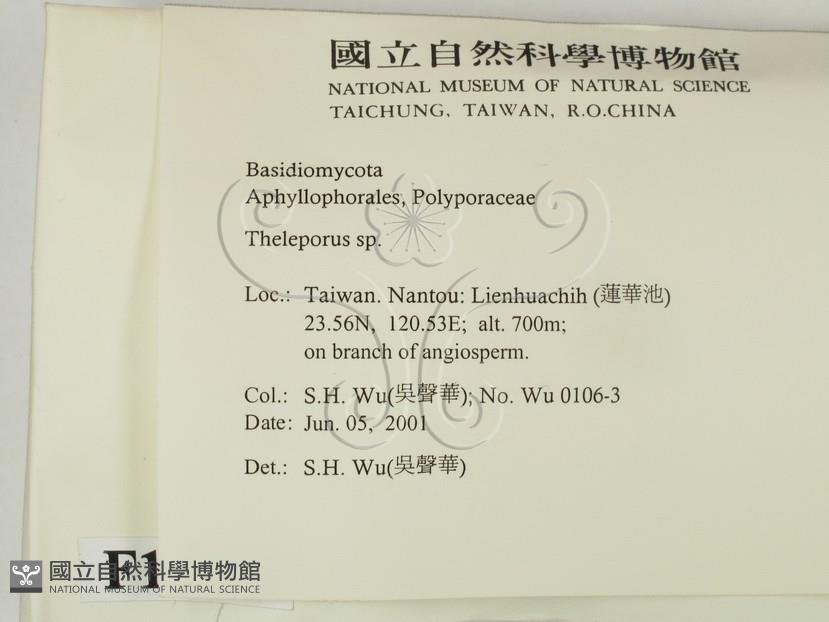 國立自然科學博物館
NATIONAL MUSEUM OF NATURAL SCIENCE
TAICHUNG, TAIWAN, R.O.CHINA
Basidiomycota
Aphyllophorales, Polyporaceae
Theleporus sp.
Loc.: Taiwan. Nantou: Lienhuachih (蓮華池)
23.56N, 120.53E; alt. 700m;
on branch of angiosperm.
Col.: S.H. Wu(吳聲華); No. Wu 0106-3
Date: Jun. 05, 2001
Det.: S.H. Wu(吳聲華)
F1
國立自然科學博物館
NATIONAL MUSEUM OF NATURAL SCIENCE